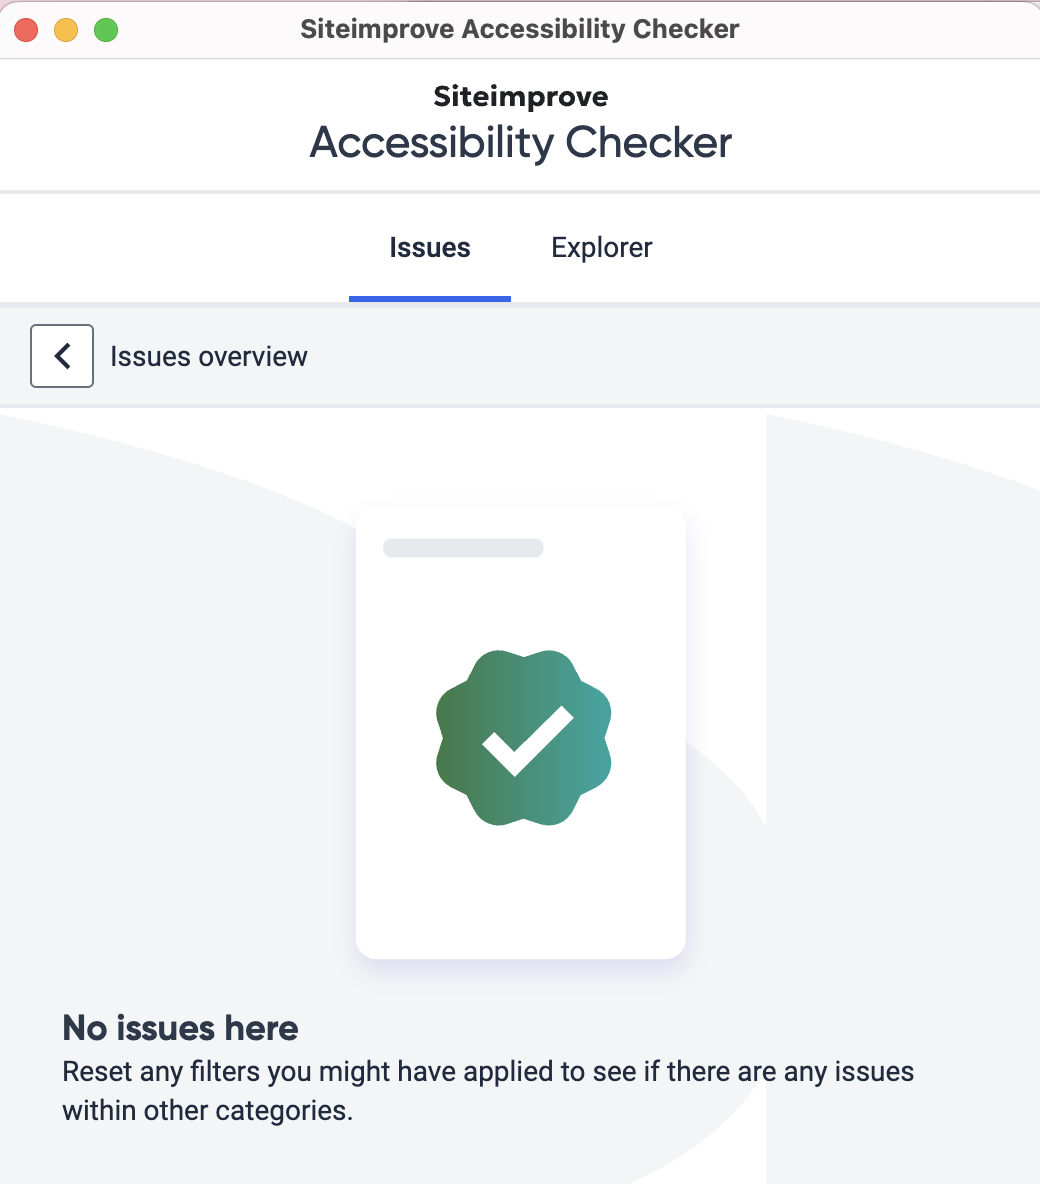 Siteimprove Accessibility Checker
Siteimprove
Accessibility Checker
Issues
Explorer
Issues overview
No issues here
Reset any filters you might have applied to see if there are any issues
within other categories.